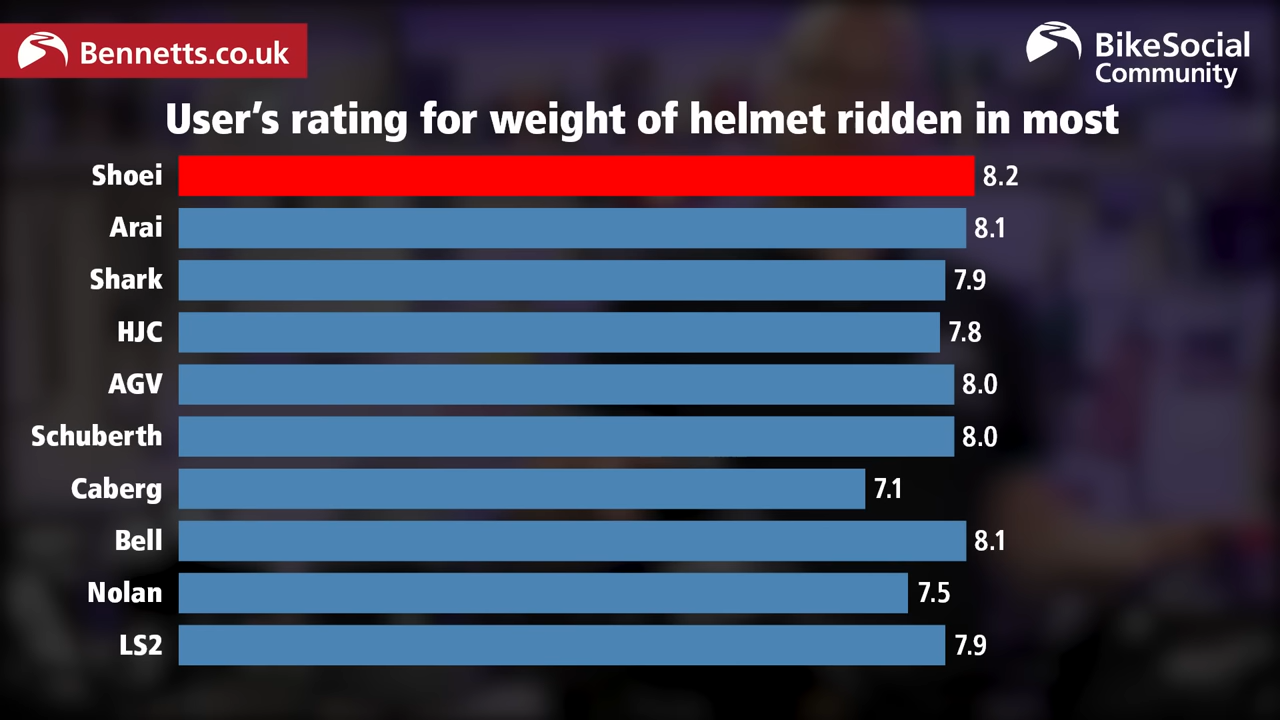 Bennetts.co.uk
BikeSocial
Community
User's rating for weight of helmet ridden in most
Shoei 8.2
Arai 8.1
Shark 7.9
HJC 7.8
AGV 8.0
Schuberth 8.0
Caberg 7.1
Bell 8.1
Nolan 7.5
LS2 7.9